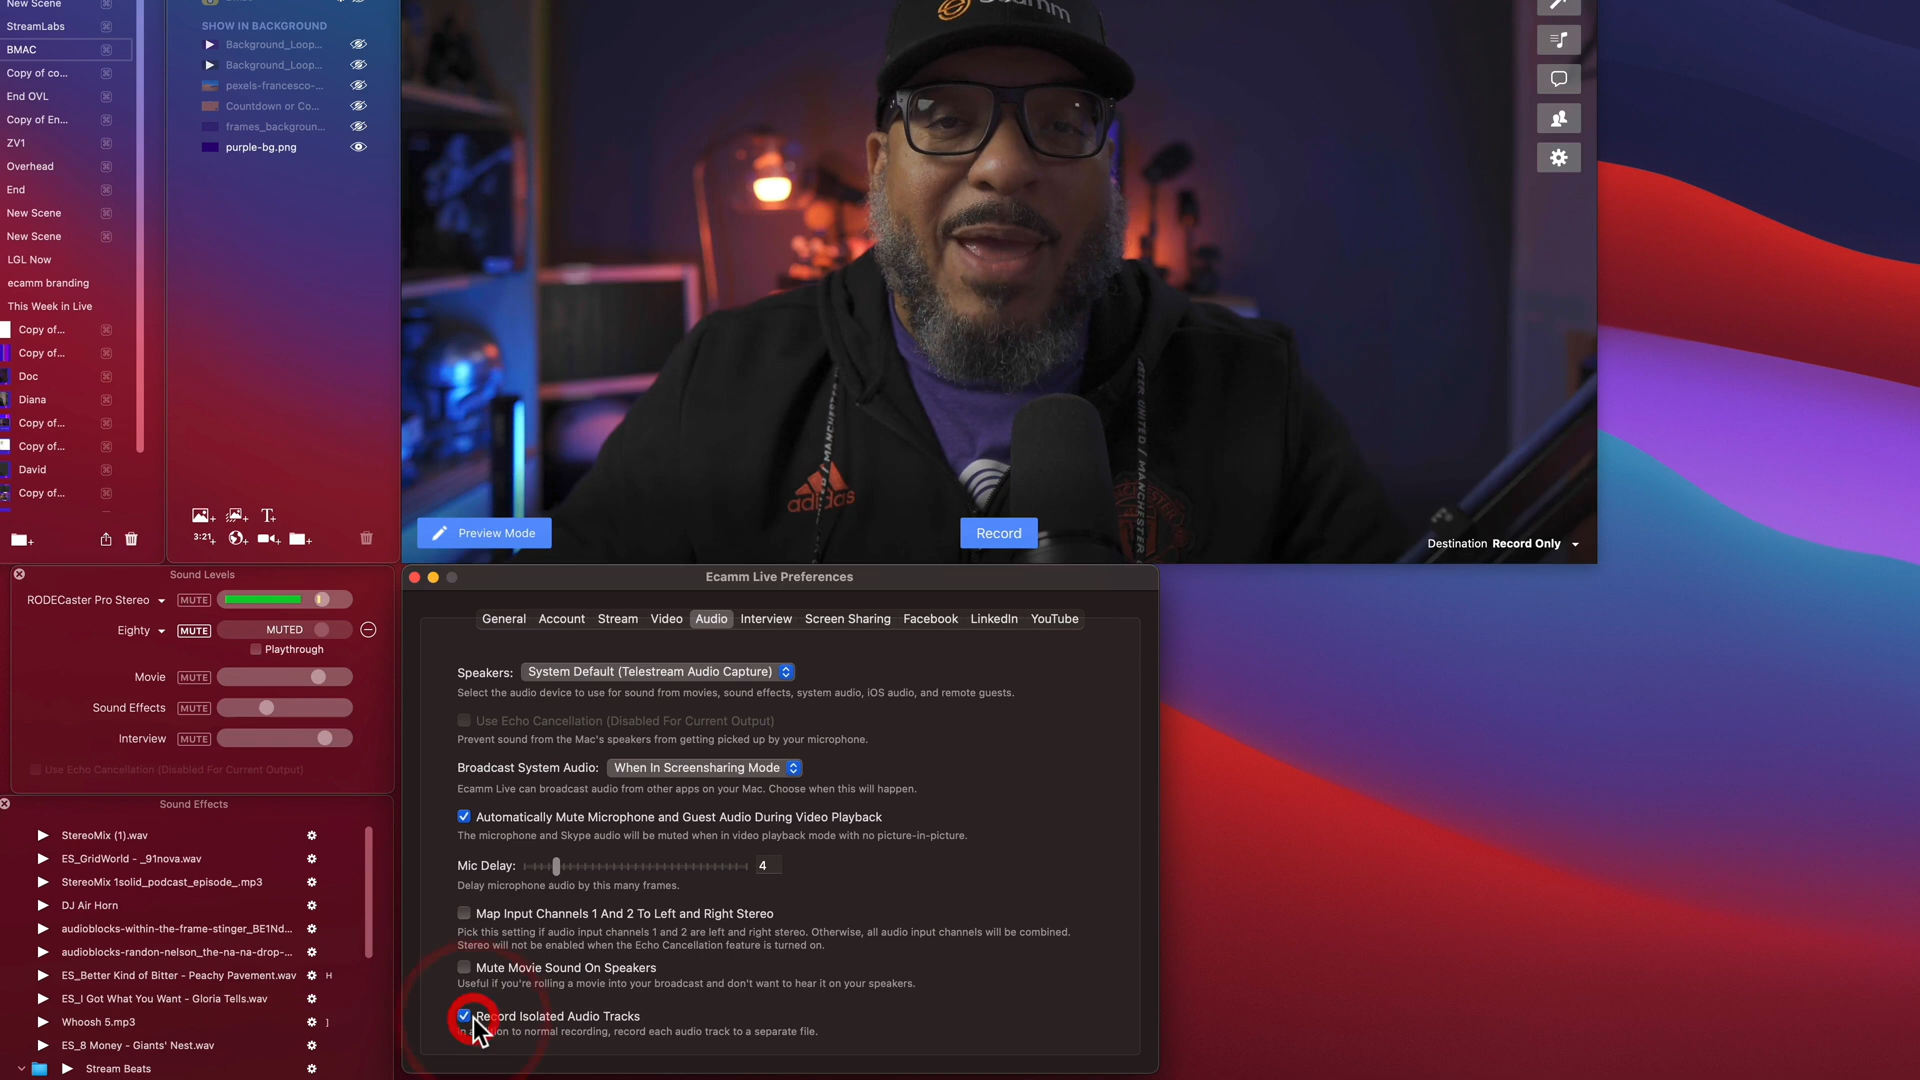 New Scene
StreamLabs
BMAC
Copy of co...
End OVL
Copy of En...
ZV1
Overhead
End
New Scene
New Scene
LGL Now
ecamm branding
This Week in Live
Copy of...
Copy of...
Doc
Diana
Copy of...
Copy of...
David
Copy of...
SHOW IN BACKGROUND
Background_Loop...
Background_Loop...
pexels-francesco-...
Countdown or Co...
frames_backgroun...
purple-bg.png
3:21+
adidas
Preview Mode
Record
Destination Record Only
Sound Levels
RODECaster Pro Stereo MUTE
Eighty MUTE MUTED
Playthrough
Movie MUTE
Sound Effects MUTE
Interview MUTE
Use Echo Cancellation (Disabled For Current Output)
Sound Effects
StereoMix (1).wav
ES_GridWorld - _91nova.wav
StereoMix 1solid_podcast_episode_.mp3
DJ Air Horn
audioblocks-within-the-frame-stinger_BE1Nd...
audioblocks-randon-nelson_the-na-na-drop-...
ES_Better Kind of Bitter - Peachy Pavement.wav H
ES_I Got What You Want - Gloria Tells.wav
Whoosh 5.mp3 ]
ES_8 Money - Giants' Nest.wav
Stream Beats
Ecamm Live Preferences
General Account Stream Video Audio Interview Screen Sharing Facebook LinkedIn YouTube
Speakers: System Default (Telestream Audio Capture)
Select the audio device to use for sound from movies, sound effects, system audio, iOS audio, and remote guests.
Use Echo Cancellation (Disabled For Current Output)
Prevent sound from the Mac's speakers from getting picked up by your microphone.
Broadcast System Audio: When In Screensharing Mode
Ecamm Live can broadcast audio from other apps on your Mac. Choose when this will happen.
Automatically Mute Microphone and Guest Audio During Video Playback
The microphone and Skype audio will be muted when in video playback mode with no picture-in-picture.
Mic Delay: 4
Delay microphone audio by this many frames.
Map Input Channels 1 And 2 To Left and Right Stereo
Pick this setting if audio input channels 1 and 2 are left and right stereo. Otherwise, all audio input channels will be combined.
Stereo will not be enabled when the Echo Cancellation feature is turned on.
Mute Movie Sound On Speakers
Useful if you're rolling a movie into your broadcast and don't want to hear it on your speakers.
Record Isolated Audio Tracks
to normal recording, record each audio track to a separate file.